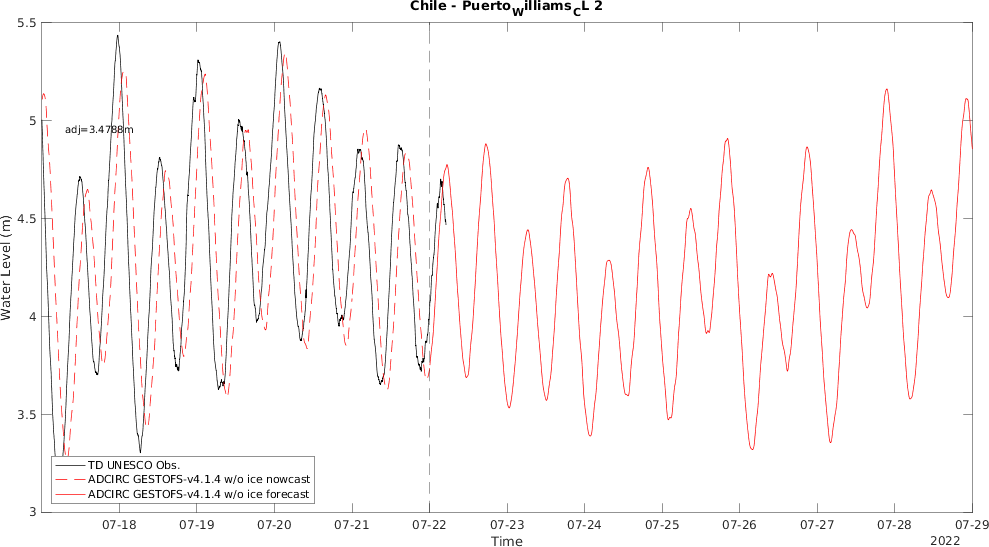 Chile - PuertoWilliamsCL 2
5.5
5
4.5
4
3.5
3
Water Level (m)
adj=3.4788m
TD UNESCO Obs.
ADCIRC GESTOFS-v4.1.4 w/o ice nowcast
ADCIRC GESTOFS-v4.1.4 w/o ice forecast
07-18 07-19 07-20 07-21 07-22 07-23 07-24 07-25 07-26 07-27 07-28 07-29
Time
2022